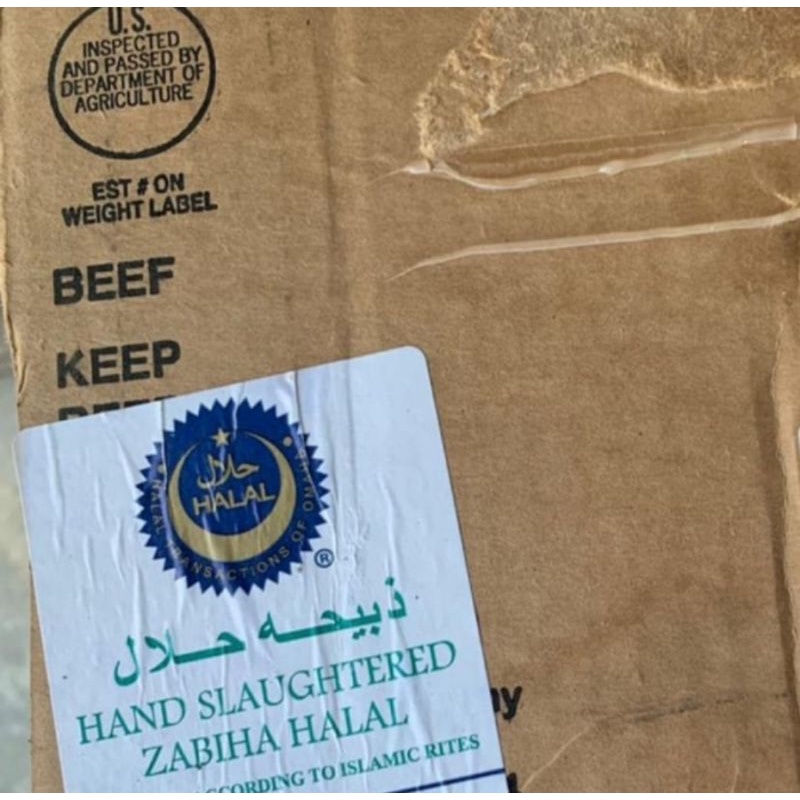 U.S.
INSPECTED
AND PASSED BY
DEPARTMENT OF
AGRICULTURE
EST # ON
WEIGHT LABEL
BEEF
KEEP
حلال
HALAL
HALAL TRANSACTIONS OF OMAHA
®
ذبيحه حلال
HAND SLAUGHTERED
ZABIHA HALAL
ACCORDING TO ISLAMIC RITES